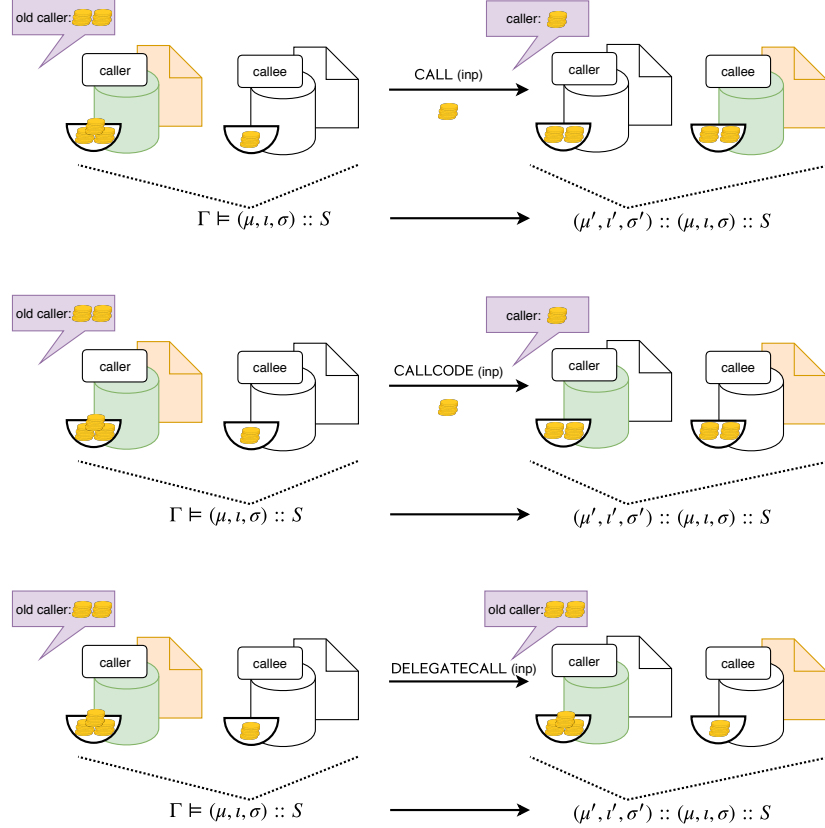 old caller:
caller:
caller
callee
CALL (inp)
caller
callee
Γ ⊨ (μ, ι, σ) :: S
(μ′, ι′, σ′) :: (μ, ι, σ) :: S
old caller:
caller:
caller
callee
CALLCODE (inp)
caller
callee
Γ ⊨ (μ, ι, σ) :: S
(μ′, ι′, σ′) :: (μ, ι, σ) :: S
old caller:
old caller:
caller
callee
DELEGATECALL (inp)
caller
callee
Γ ⊨ (μ, ι, σ) :: S
(μ′, ι′, σ′) :: (μ, ι, σ) :: S